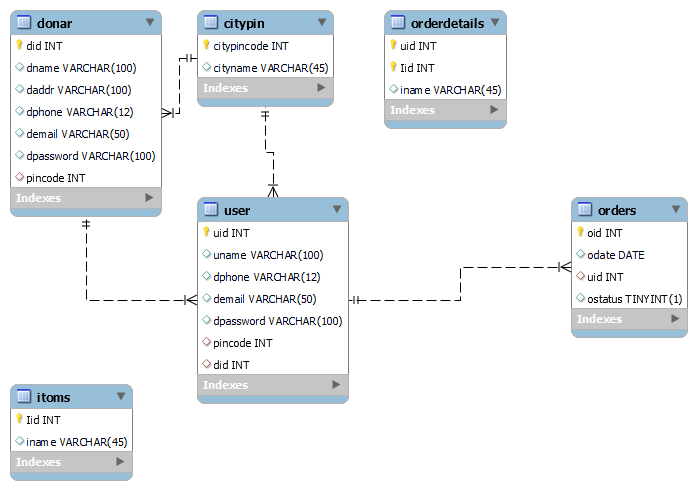 donar
did INT
dname VARCHAR(100)
daddr VARCHAR(100)
dphone VARCHAR(12)
demail VARCHAR(50)
dpassword VARCHAR(100)
pincode INT
Indexes
citypin
citypincode INT
cityname VARCHAR(45)
Indexes
orderdetails
uid INT
Iid INT
iname VARCHAR(45)
Indexes
user
uid INT
uname VARCHAR(100)
dphone VARCHAR(12)
demail VARCHAR(50)
dpassword VARCHAR(100)
pincode INT
did INT
Indexes
orders
oid INT
odate DATE
uid INT
ostatus TINYINT(1)
Indexes
itoms
Iid INT
iname VARCHAR(45)
Indexes